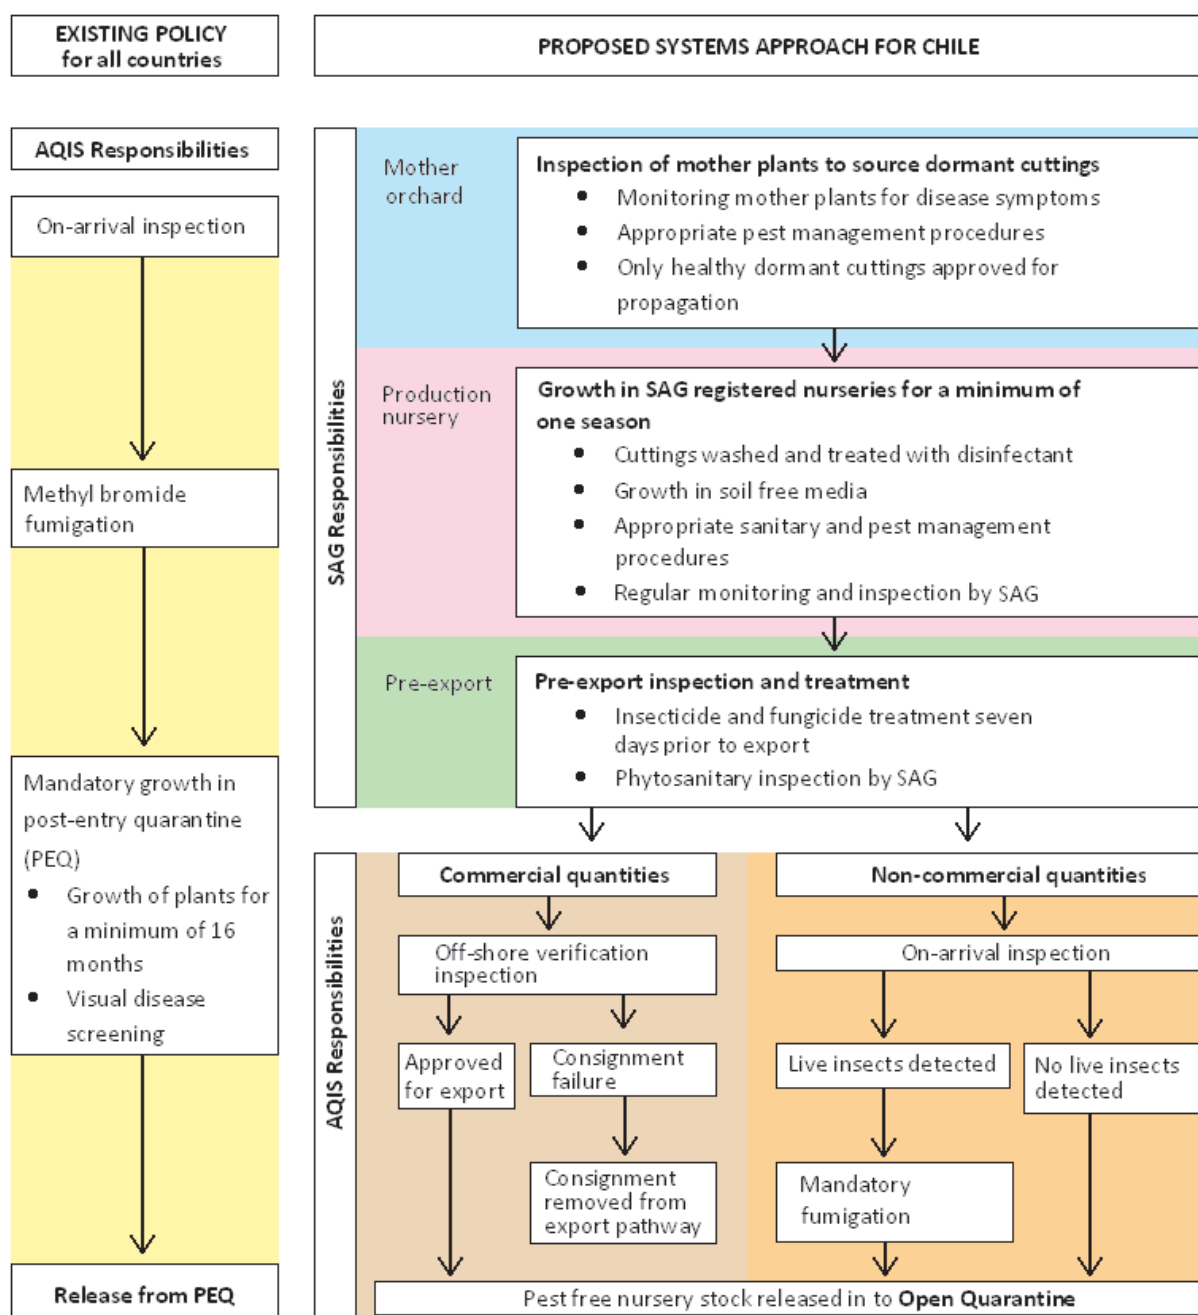 EXISTING POLICY
for all countries
PROPOSED SYSTEMS APPROACH FOR CHILE
AQIS Responsibilities
On-arrival inspection
Methyl bromide
fumigation
Mandatory growth in
post-entry quarantine
(PEQ)
• Growth of plants for
a minimum of 16
months
• Visual disease
screening
Release from PEQ
SAG Responsibilities
Mother
orchard
Inspection of mother plants to source dormant cuttings
• Monitoring mother plants for disease symptoms
• Appropriate pest management procedures
• Only healthy dormant cuttings approved for
propagation
Production
nursery
Growth in SAG registered nurseries for a minimum of
one season
• Cuttings washed and treated with disinfectant
• Growth in soil free media
• Appropriate sanitary and pest management
procedures
• Regular monitoring and inspection by SAG
Pre-export
Pre-export inspection and treatment
• Insecticide and fungicide treatment seven
days prior to export
• Phytosanitary inspection by SAG
AQIS Responsibilities
Commercial quantities
Off-shore verification
inspection
Approved
for export
Consignment
failure
Consignment
removed from
export pathway
Non-commercial quantities
On-arrival inspection
Live insects detected
No live insects
detected
Mandatory
fumigation
Pest free nursery stock released in to Open Quarantine